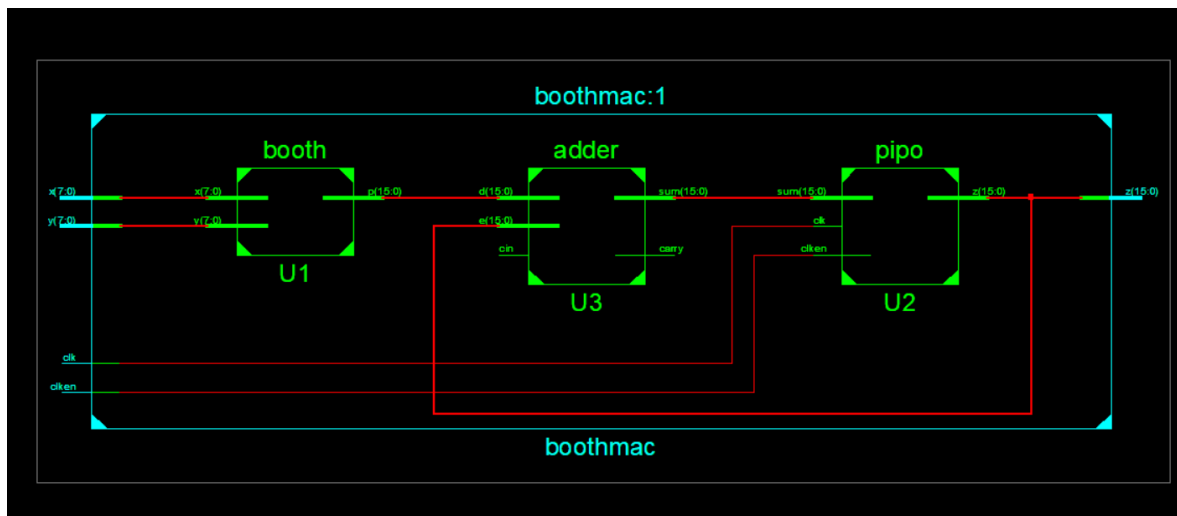 boothmac:1
booth
adder
pipo
x(7:0)
x(7:0)
p(15:0)
d(15:0)
sum(15:0)
sum(15:0)
z(15:0)
z(15:0)
y(7:0)
y(7:0)
e(15:0)
clk
cin
carry
clken
U1
U3
U2
clk
clken
boothmac